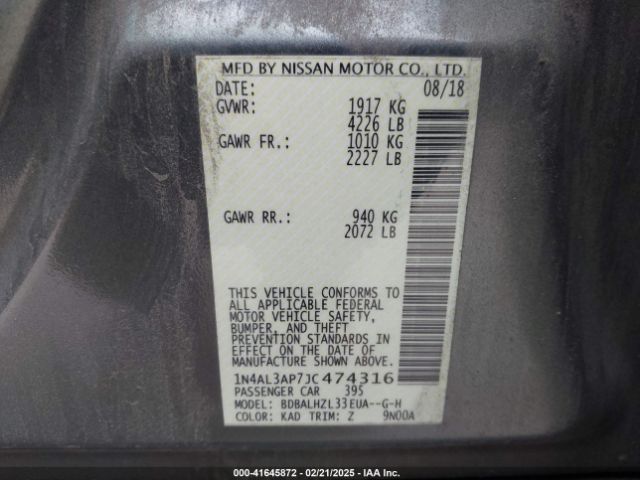 MFD BY NISSAN MOTOR CO., LTD.
DATE: 08/18
GVWR: 1917 KG
4226 LB
GAWR FR.: 1010 KG
2227 LB
GAWR RR.: 940 KG
2072 LB
THIS VEHICLE CONFORMS TO
ALL APPLICABLE FEDERAL
MOTOR VEHICLE SAFETY,
BUMPER, AND THEFT
PREVENTION STANDARDS IN
EFFECT ON THE DATE OF
MANUFACTURE SHOWN ABOVE.
1N4AL3AP7JC474316
PASSENGER CAR 395
MODEL: BDBALHZL33EUA--G-H
COLOR: KAD TRIM: Z 9N00A
000-41645872 - 02/21/2025 - IAA Inc.